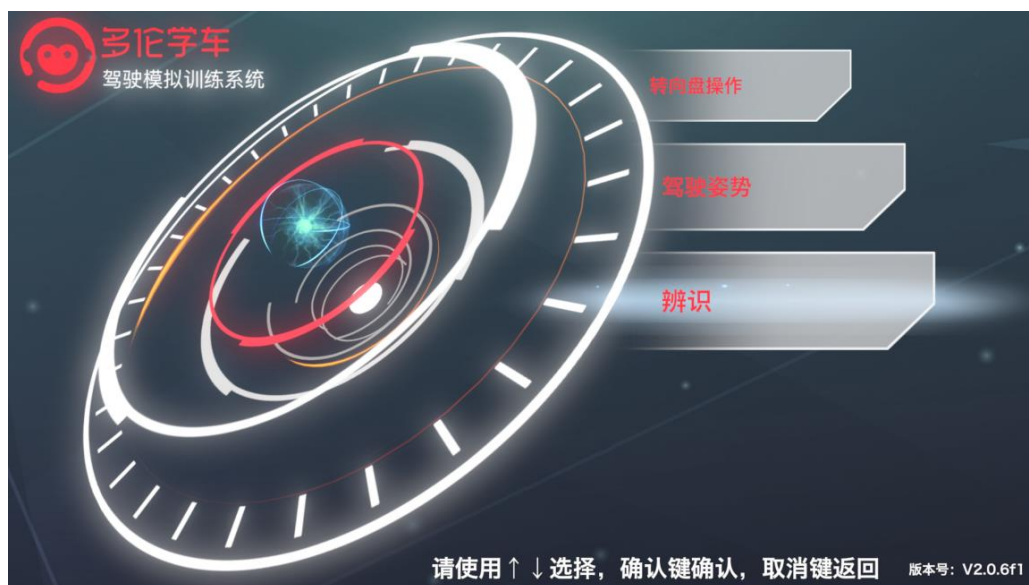 多伦学车
驾驶模拟训练系统
转向盘操作
驾驶姿势
辨识
请使用↑↓选择，确认键确认，取消键返回
版本号：V2.0.6f1